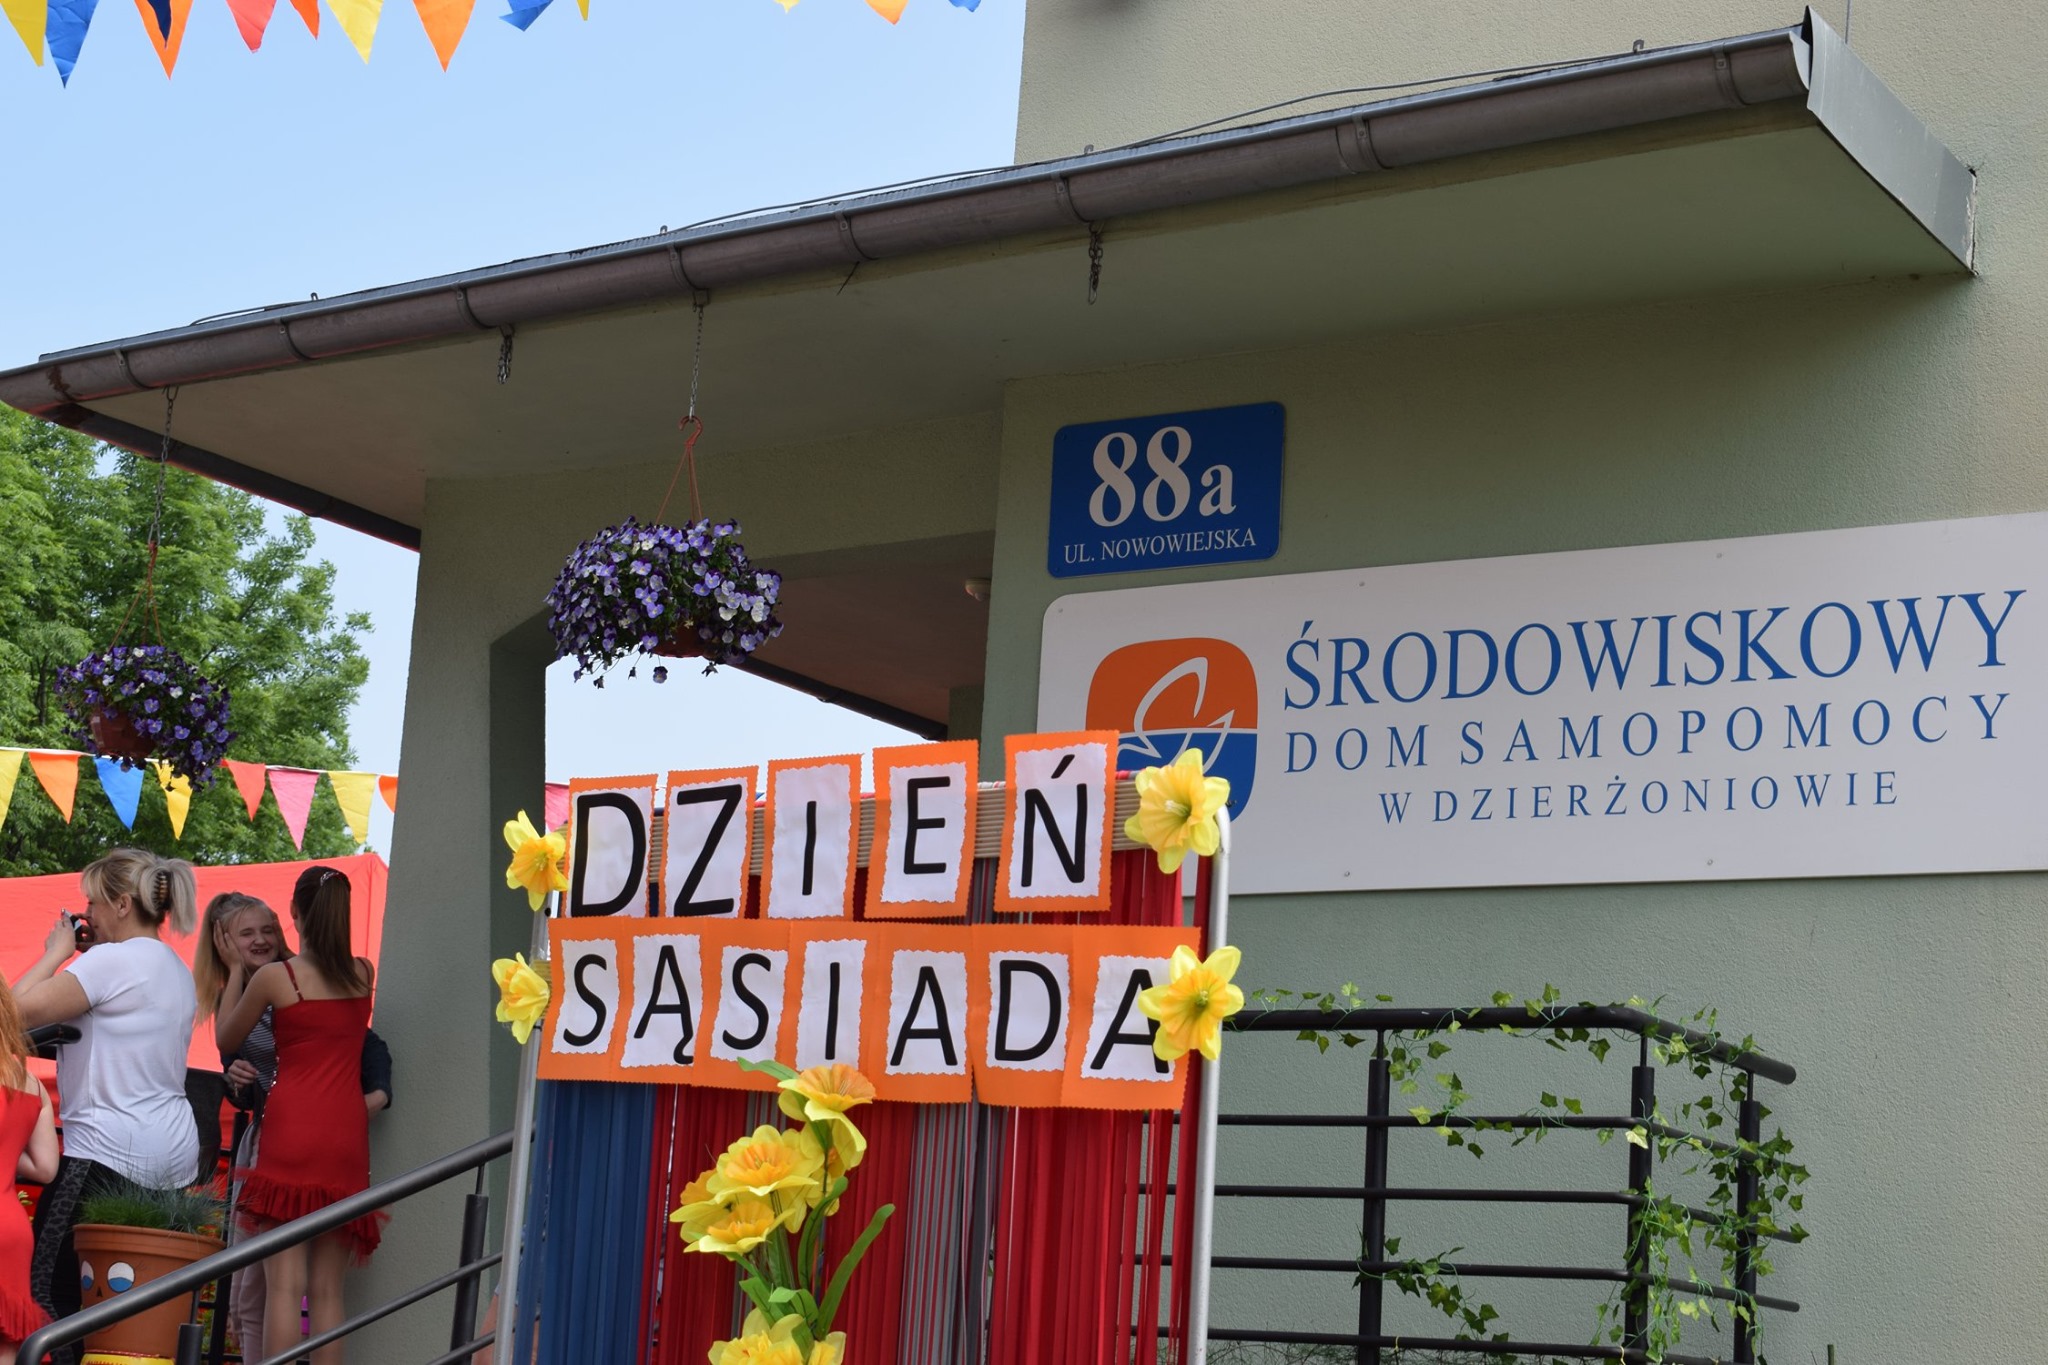 88a
UL. NOWOWIEJSKA
ŚRODOWISKOWY
DOM SAMOPOMOCY
W DZIERŻONIOWIE
DZIEŃ
SĄSIADA